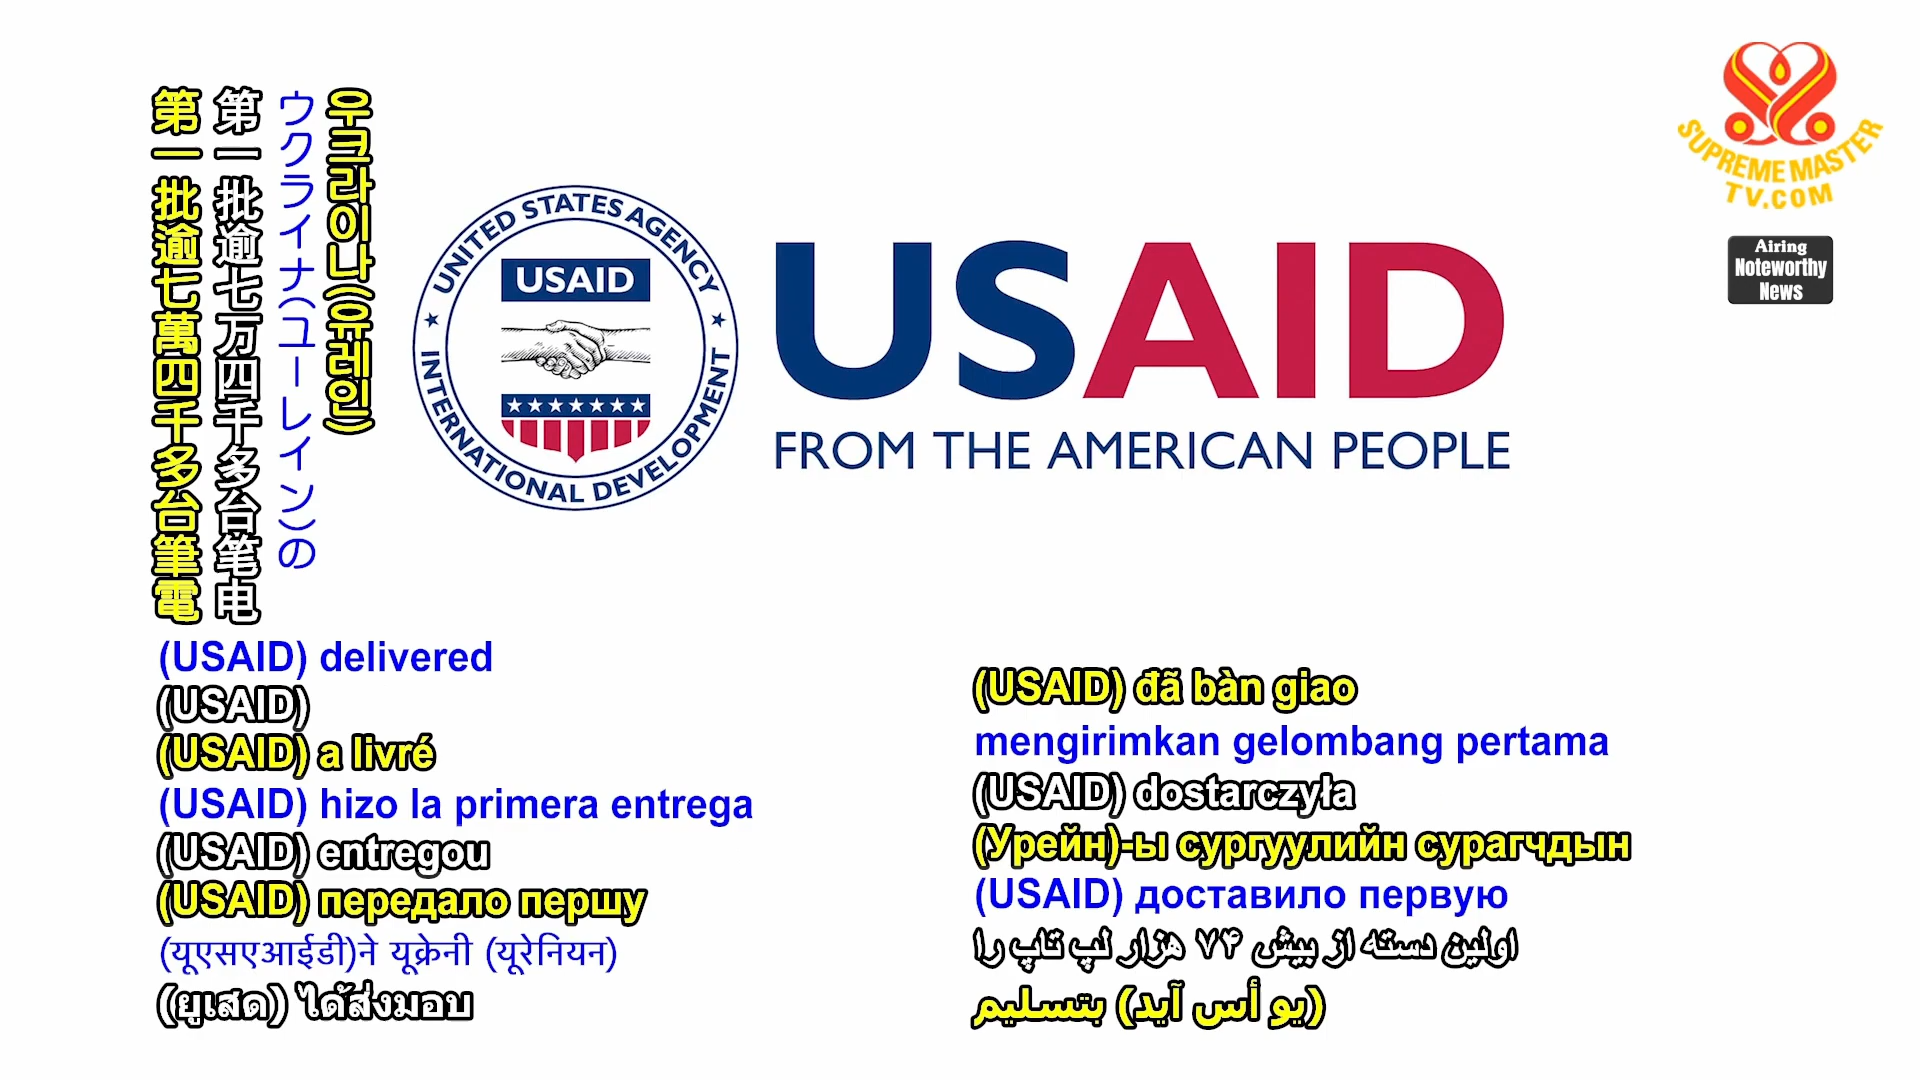 第一批逾七萬四千多台筆電
第一批逾七万四千多台笔电
ウクライナ(ユーレイン)の
우크라이나(유레인)
UNITED STATES AGENCY
INTERNATIONAL DEVELOPMENT
USAID
USAID
FROM THE AMERICAN PEOPLE
SUPREME MASTER
TV.COM
Airing
Noteworthy
News
(USAID) delivered
(USAID)
(USAID) a livré
(USAID) hizo la primera entrega
(USAID) entregou
(USAID) передало першу
(यूएसएआईडी)ने यूक्रेनी (यूरेनियन)
(ยูเสด) ได้ส่งมอบ
(USAID) đã bàn giao
mengirimkan gelombang pertama
(USAID) dostarczyła
(Урейн)-ы сургуулийн сурагчдын
(USAID) доставило первую
اولین دسته از بیش ۷۴ هزار لپ تاپ را
(يو أس آيد) بتسليم